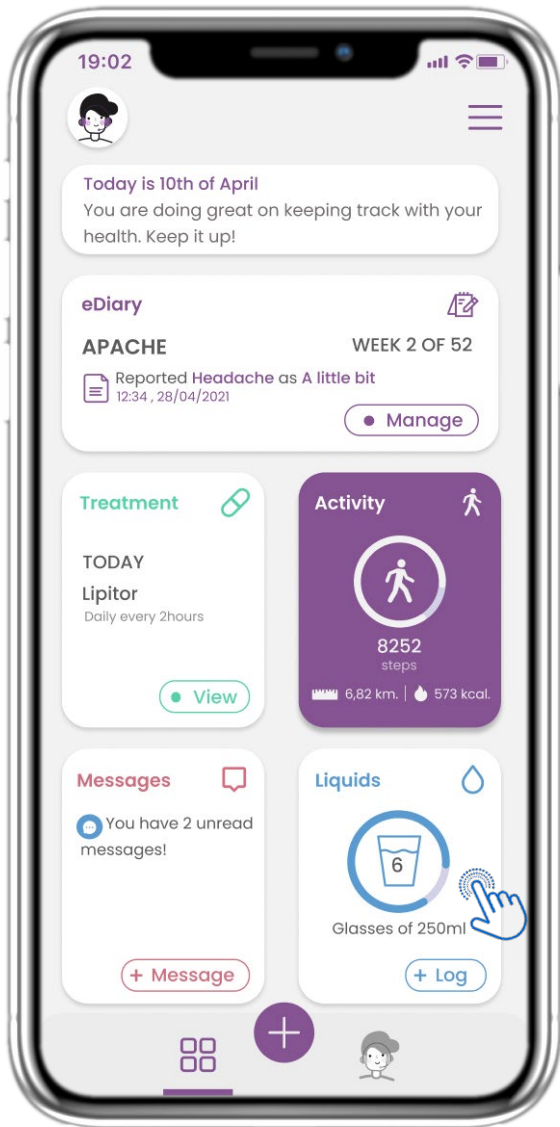 19:02
Today is 10th of April
You are doing great on keeping track with your
health. Keep it up!
eDiary
APACHE
WEEK 2 OF 52
Reported Headache as A little bit
12:34 , 28/04/2021
Manage
Treatment
TODAY
Lipitor
Daily every 2hours
View
Activity
8252
steps
6,82 km. | 573 kcal.
Messages
You have 2 unread
messages!
+ Message
Liquids
6
Glasses of 250ml
+ Log